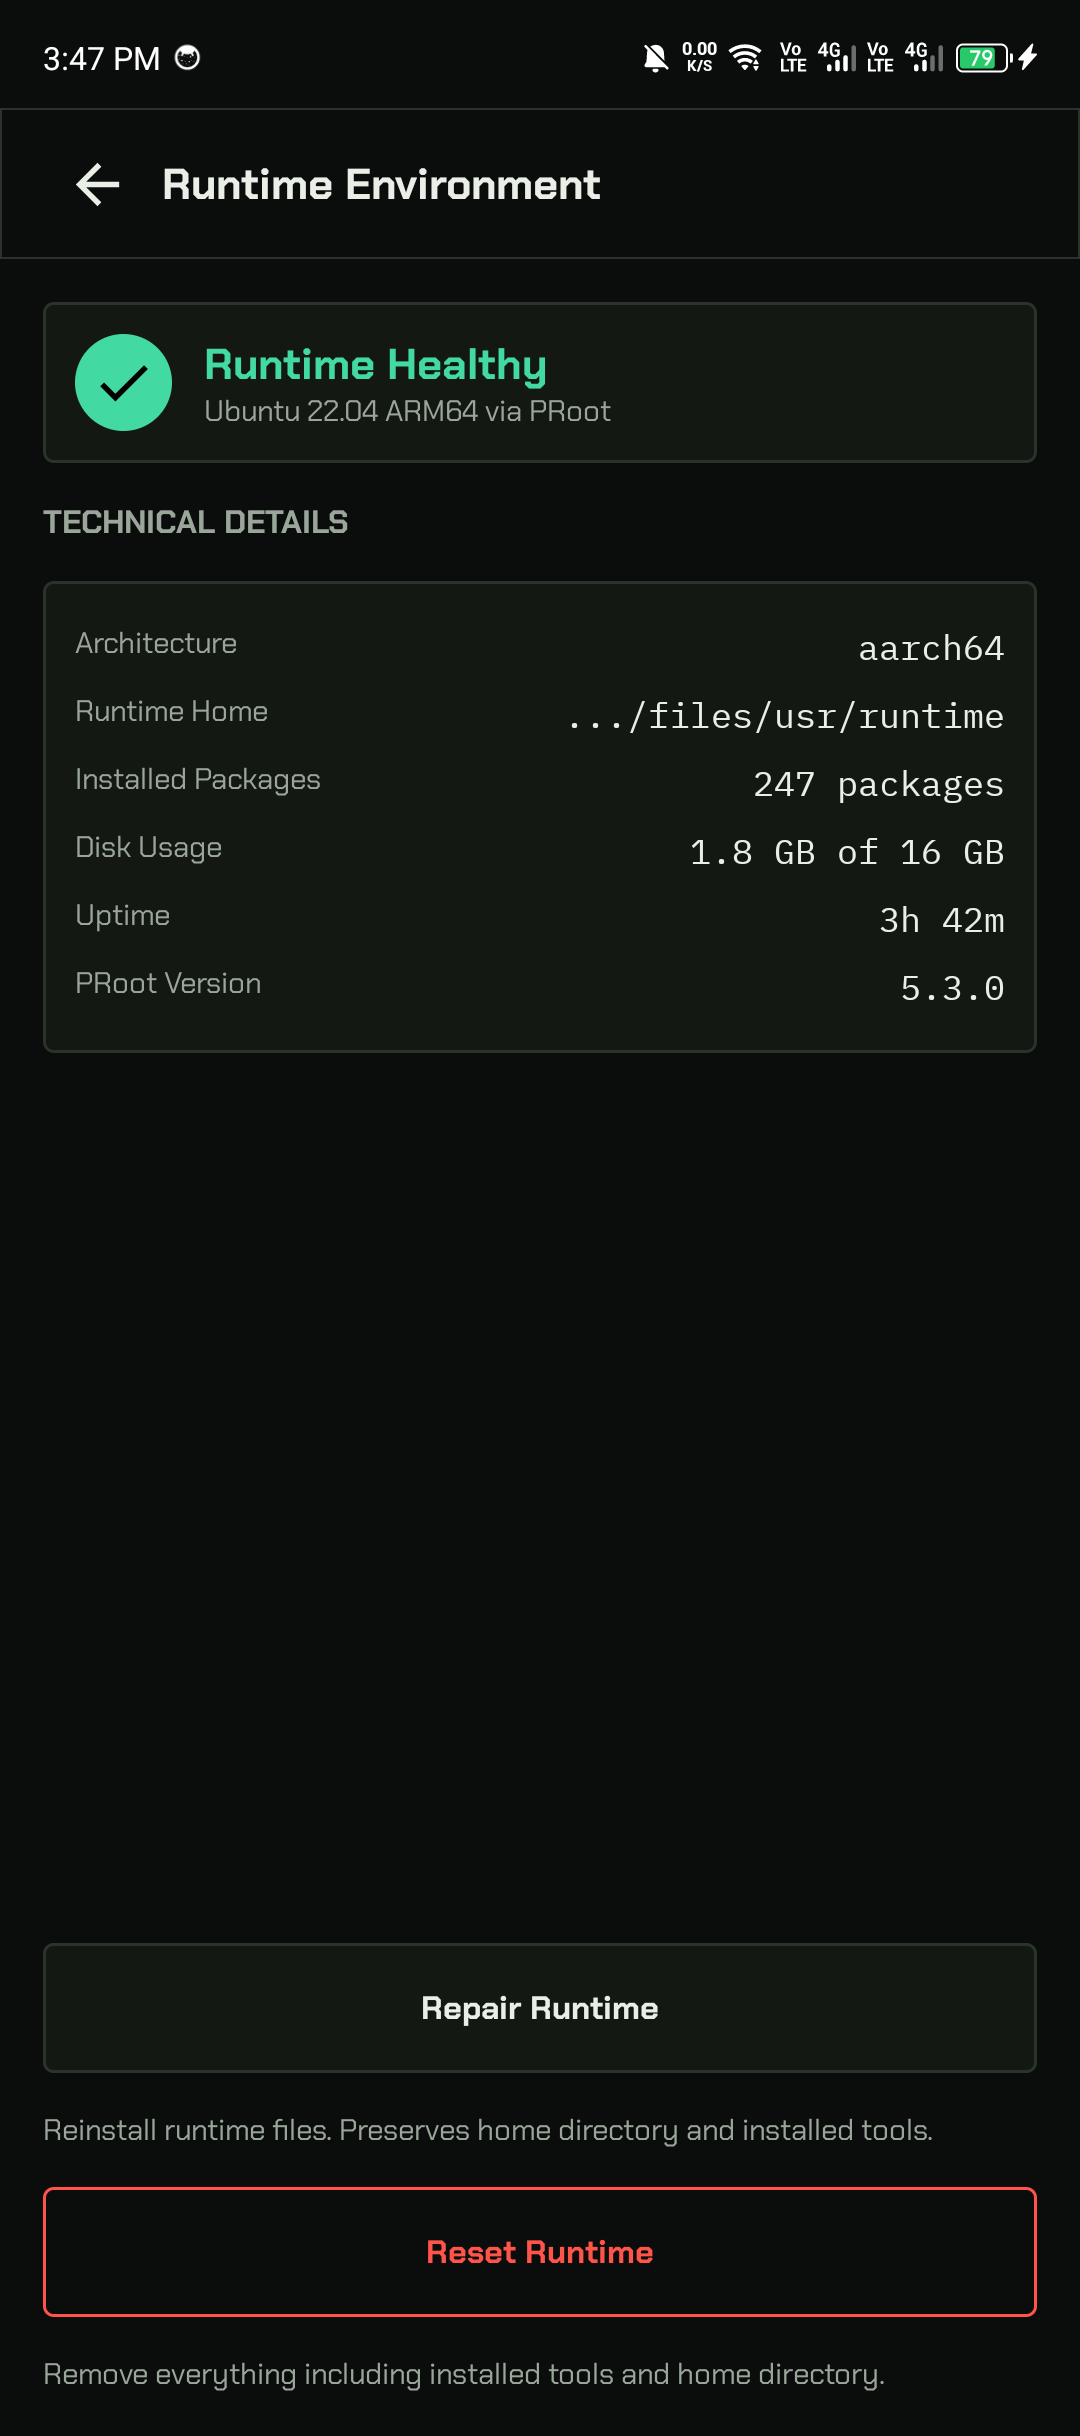 3:47 PM
0.00 K/S
Vo LTE 4G Vo LTE 4G 79
Runtime Environment
Runtime Healthy
Ubuntu 22.04 ARM64 via PRoot
TECHNICAL DETAILS
Architecture aarch64
Runtime Home .../files/usr/runtime
Installed Packages 247 packages
Disk Usage 1.8 GB of 16 GB
Uptime 3h 42m
PRoot Version 5.3.0
Repair Runtime
Reinstall runtime files. Preserves home directory and installed tools.
Reset Runtime
Remove everything including installed tools and home directory.